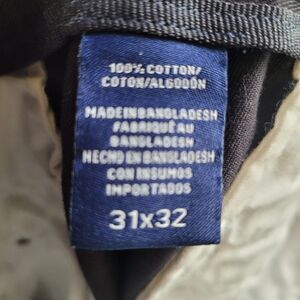 100% COTTON/
COTON/ALGODÓN
MADE IN BANGLADESH
FABRIQUÉ AU
BANGLADESH
HECHO EN BANGLADESH
CON INSUMOS
IMPORTADOS
31x32